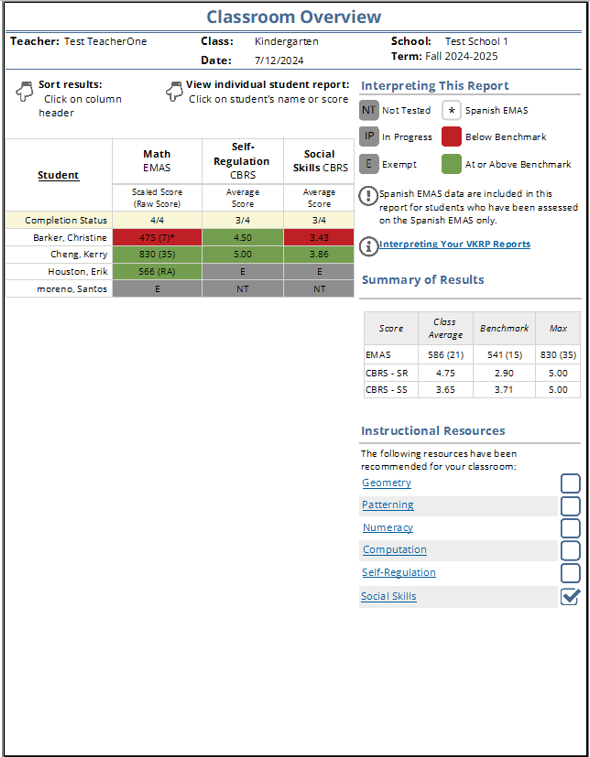 Classroom Overview
Teacher: Test TeacherOne
Class: Kindergarten
School: Test School 1
Date: 7/12/2024
Term: Fall 2024-2025
Sort results:
Click on column
header
View individual student report:
Click on student's name or score
Student
Math
EMAS
Self-
Regulation
CBRS
Social
Skills CBRS
Scaled Score
(Raw Score)
Average
Score
Average
Score
Completion Status 4/4 3/4 3/4
Barker, Christine 475 (7)* 4.50 3.43
Cheng, Kerry 830 (35) 5.00 3.86
Houston, Erik 566 (RA) E E
moreno, Santos E NT NT
Interpreting This Report
NT Not Tested * Spanish EMAS
IP In Progress Below Benchmark
E Exempt At or Above Benchmark
Spanish EMAS data are included in this
report for students who have been assessed
on the Spanish EMAS only.
Interpreting Your VKRP Reports
Summary of Results
Score Class
Average Benchmark Max
EMAS 586 (21) 541 (15) 830 (35)
CBRS - SR 4.75 2.90 5.00
CBRS - SS 3.65 3.71 5.00
Instructional Resources
The following resources have been
recommended for your classroom:
Geometry
Patterning
Numeracy
Computation
Self-Regulation
Social Skills